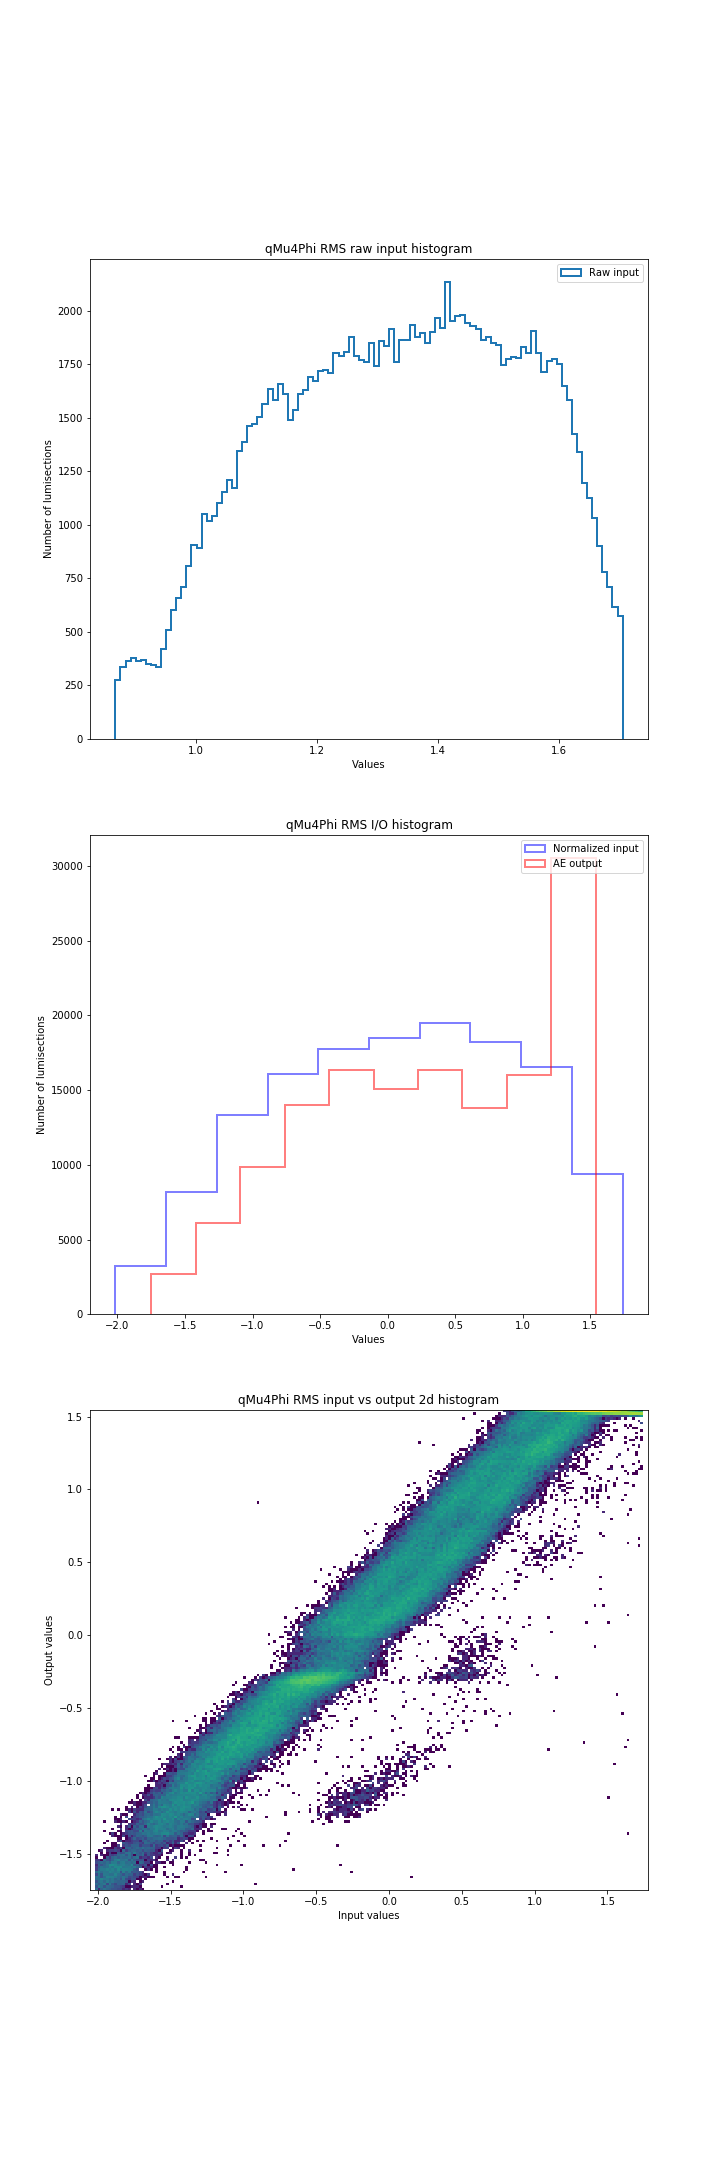 qMu4Phi RMS raw input histogram
Raw input
2000
1750
1500
1250
1000
750
500
250
0
Number of lumisections
1.0 1.2 1.4 1.6
Values
qMu4Phi RMS I/O histogram
Normalized input
AE output
30000
25000
20000
15000
10000
5000
0
Number of lumisections
−2.0 −1.5 −1.0 −0.5 0.0 0.5 1.0 1.5
Values
qMu4Phi RMS input vs output 2d histogram
1.5
1.0
0.5
0.0
−0.5
−1.0
−1.5
Output values
−2.0 −1.5 −1.0 −0.5 0.0 0.5 1.0 1.5
Input values